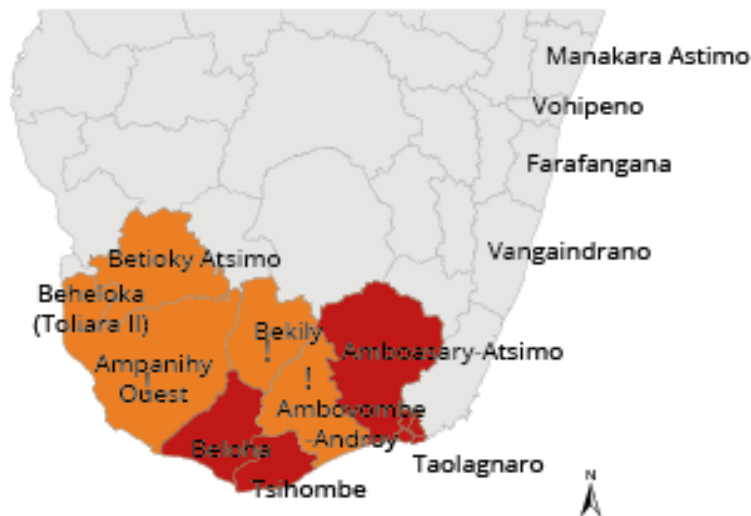 Manakara Astimo
Vohipeno
Farafangana
Vangaindrano
Betioky Atsimo
Beheloka
(Toliara II)
Bekily
!
Amboasary-Atsimo
Ampanihy
Ouest
!
!
Ambovombe
-Androy
Beloha
Taolagnaro
Tsihombe
N